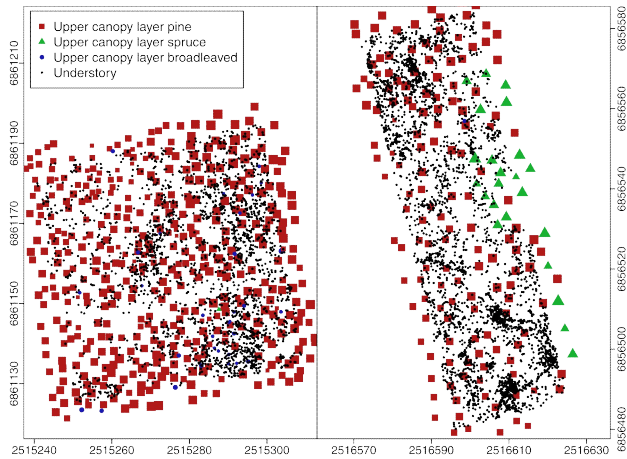 Upper canopy layer pine
Upper canopy layer spruce
Upper canopy layer broadleaved
Understory
6861210
6861190
6861170
6861150
6861130
6856580
6856560
6856540
6856520
6856500
6856480
2515240 2515260 2515280 2515300 2516570 2516590 2516610 2516630